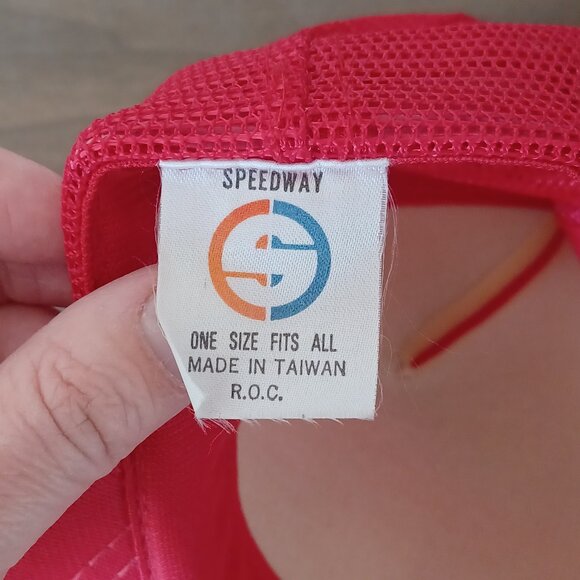 SPEEDWAY
S
ONE SIZE FITS ALL
MADE IN TAIWAN
R.O.C.